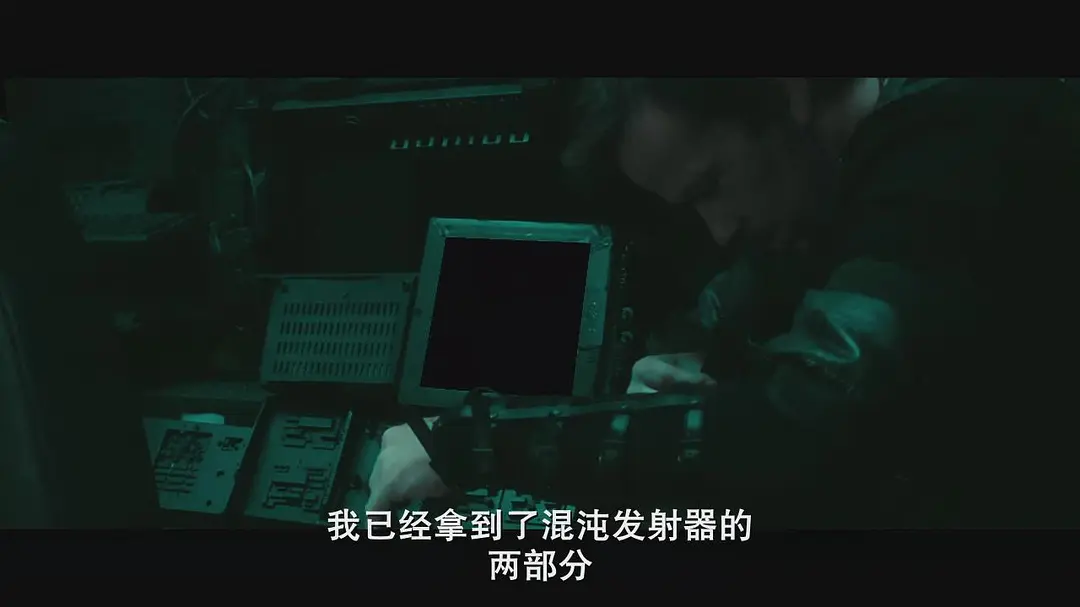 我已经拿到了混沌发射器的
两部分